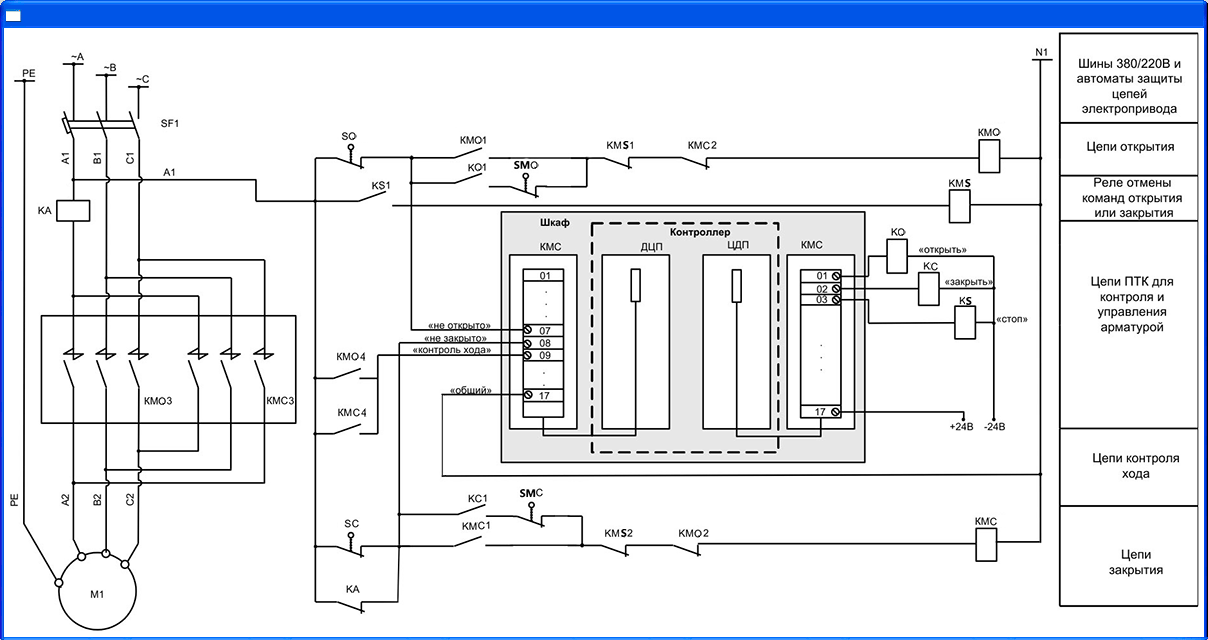 PE
~A
~B
~C
SF1
A1
B1
C1
A1
KA
KMO3
KMC3
PE
A2
B2
C2
M1
SO
KMO1
KO1
SMO
KMS1
KMC2
KMO
KS1
KMS
N1
Шкаф
Контроллер
КМС
ДЦП
ЦДП
КМС
01
07
08
09
17
01
02
03
17
«не открыто»
«не закрыто»
«контроль хода»
«общий»
KMO4
KMC4
KO
«открыть»
KC
«закрыть»
KS
«стоп»
+24В
-24В
KC1
SMC
SC
KMC1
KMS2
KMO2
KMC
KA
Шины 380/220В и
автоматы защиты
цепей
электропривода
Цепи открытия
Реле отмены
команд открытия
или закрытия
Цепи ПТК для
контроля и
управления
арматурой
Цепи контроля
хода
Цепи
закрытия